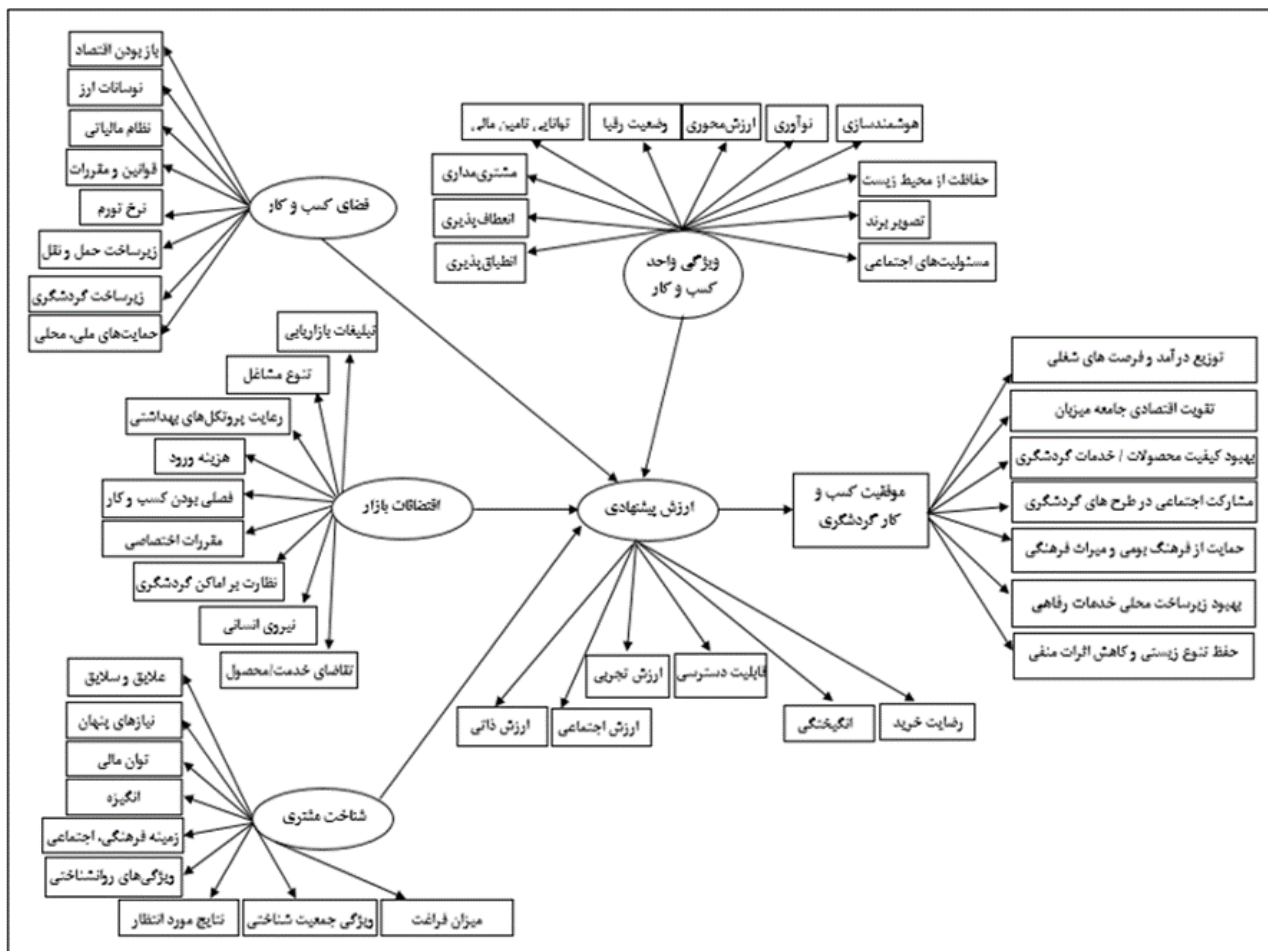 باز بودن اقتصاد
نوسانات ارز
نظام مالیاتی
قوانین و مقررات
نرخ تورم
زیرساخت حمل و نقل
زیرساخت گردشگری
حمایت‌های ملی، محلی
فضای کسب و کار
هوشمندسازی
نوآوری
ارزش‌محوری
وضعیت رقبا
توانایی تامین مالی
مشتری‌مداری
انعطاف‌پذیری
انطباق‌پذیری
حفاظت از محیط زیست
تصویر برند
مسئولیت‌های اجتماعی
ویژگی واحد
کسب و کار
تبلیغات بازاریابی
تنوع مشاغل
رعایت پروتکل‌های بهداشتی
هزینه ورود
فصلی بودن کسب و کار
مقررات اختصاصی
نظارت بر اماکن گردشگری
نیروی انسانی
تقاضای خدمت/محصول
اقتضائات بازار
ارزش پیشنهادی
موفقیت کسب و
کار گردشگری
توزیع درآمد و فرصت های شغلی
تقویت اقتصادی جامعه میزبان
بهبود کیفیت محصولات / خدمات گردشگری
مشارکت اجتماعی در طرح های گردشگری
حمایت از فرهنگ بومی و میراث فرهنگی
بهبود زیرساخت محلی خدمات رفاهی
حفظ تنوع زیستی و کاهش اثرات منفی
رضایت خرید
انگیختگی
قابلیت دسترسی
ارزش تجربی
ارزش اجتماعی
ارزش ذاتی
علایق و سلایق
نیازهای پنهان
توان مالی
انگیزه
زمینه فرهنگی، اجتماعی
ویژگی‌های روانشناختی
نتایج مورد انتظار
ویژگی جمعیت شناختی
میزان فراغت
شناخت مشتری